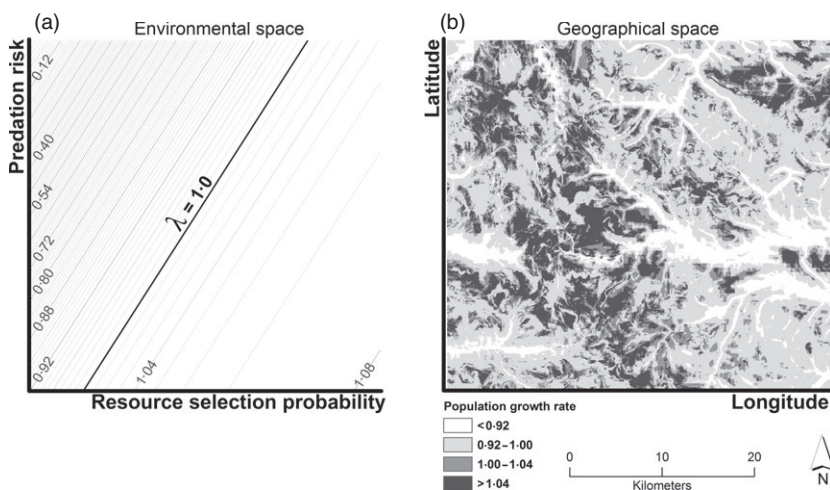 (a)
Environmental space
Predation risk
0·12
0·40
0·54
0·72
0·80
0·88
0·92
λ = 1·0
1·04
1·08
Resource selection probability
(b)
Geographical space
Latitude
Longitude
Population growth rate
<0·92
0·92–1·00
1·00–1·04
>1·04
0 10 20
Kilometers
N